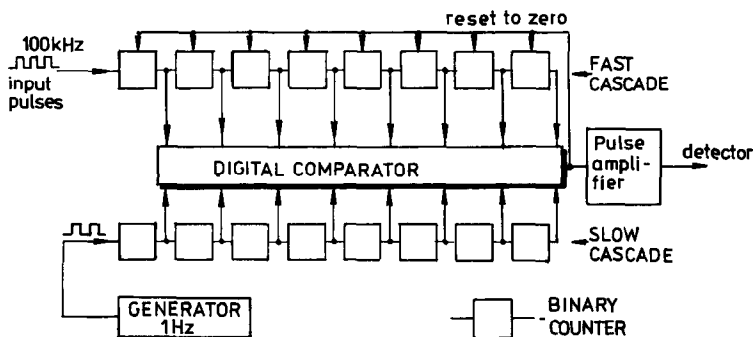 reset to zero
100kHz
input
pulses
FAST
CASCADE
DIGITAL COMPARATOR
Pulse
ampli-
fier
detector
SLOW
CASCADE
GENERATOR
1Hz
BINARY
COUNTER